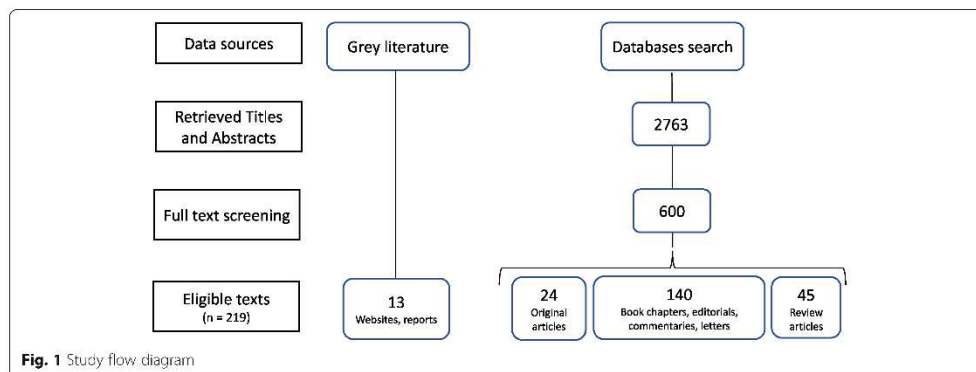 Data sources
Grey literature
Databases search
Retrieved Titles
and Abstracts
2763
Full text screening
600
Eligible texts
(n = 219)
13
Websites, reports
24
Original
articles
140
Book chapters, editorials,
commentaries, letters
45
Review
articles
Fig. 1 Study flow diagram